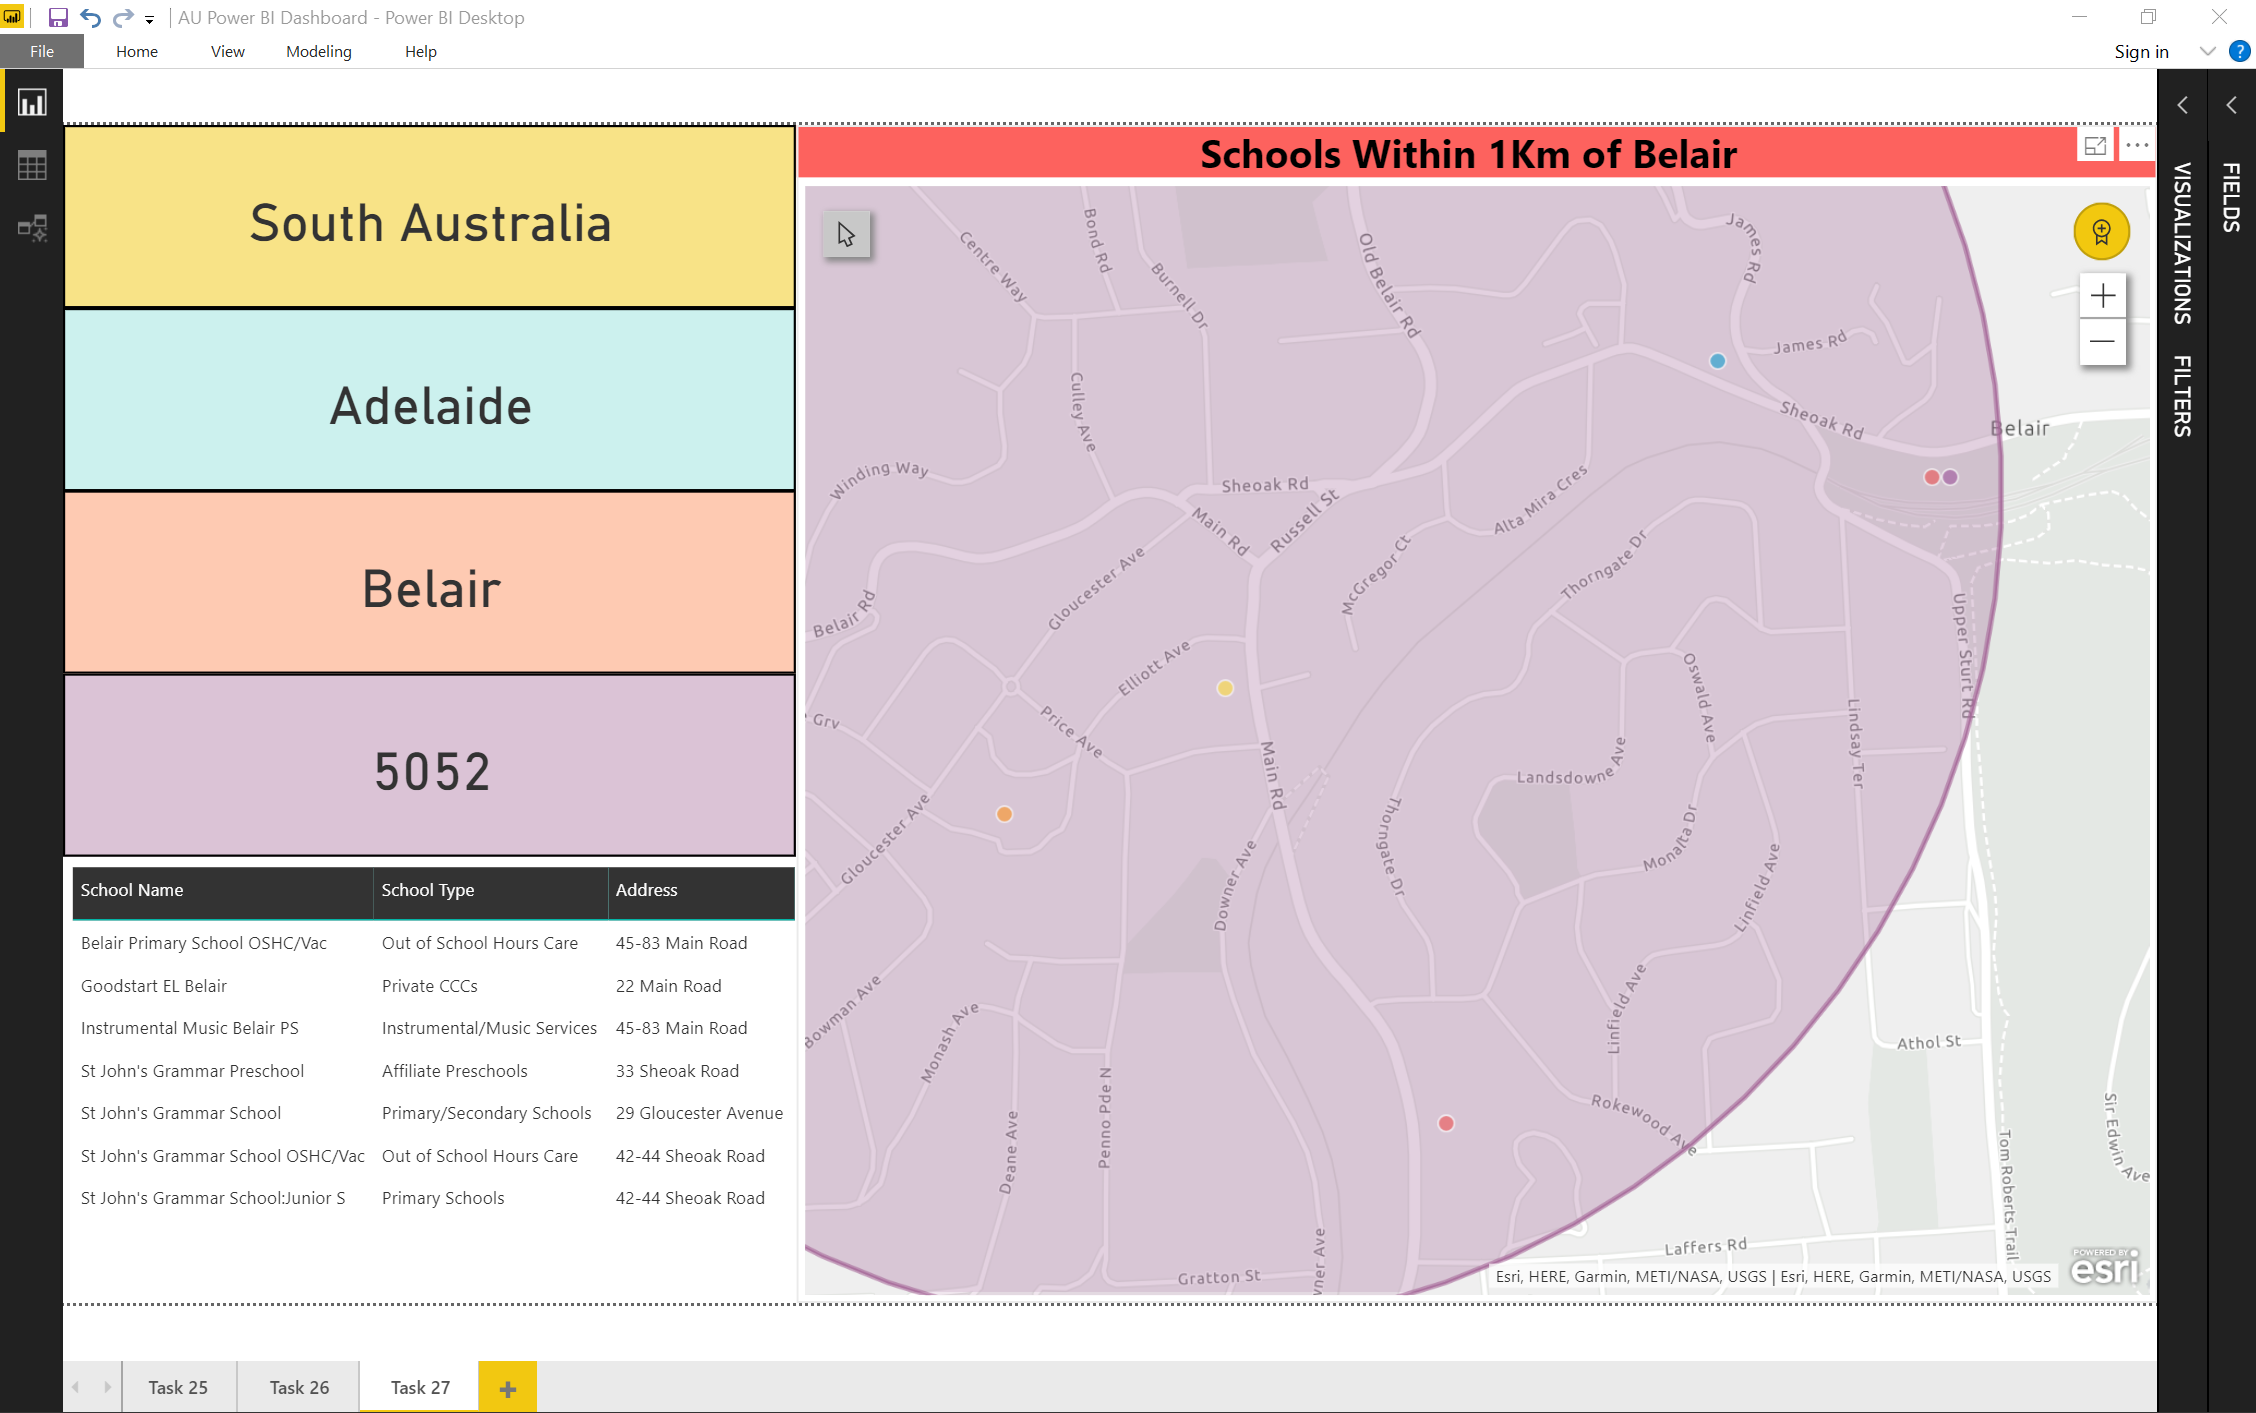 AU Power BI Dashboard - Power BI Desktop
File Home View Modeling Help Sign in ?
South Australia
Adelaide
Belair
5052
School Name School Type Address
Belair Primary School OSHC/Vac Out of School Hours Care 45-83 Main Road
Goodstart EL Belair Private CCCs 22 Main Road
Instrumental Music Belair PS Instrumental/Music Services 45-83 Main Road
St John's Grammar Preschool Affiliate Preschools 33 Sheoak Road
St John's Grammar School Primary/Secondary Schools 29 Gloucester Avenue
St John's Grammar School OSHC/Vac Out of School Hours Care 42-44 Sheoak Road
St John's Grammar School:Junior S Primary Schools 42-44 Sheoak Road
Schools Within 1Km of Belair
Centre Way
Bond Rd
Burnell Dr
Old Belair Rd
James Rd
James Rd
Culley Ave
Sheoak Rd
Belair
Winding Way
Sheoak Rd
Main Rd
Russell St
Alta Mira Cres
McGregor Ct
Thorngate Dr
Gloucester Ave
Belair Rd
Elliott Ave
Upper Sturt Rd
Oswald Ave
Grv
Price Ave
Main Rd
Lindsay Ter
Landsdowne Ave
Thorngate Dr
Monalta Dr
Gloucester Ave
Downer Ave
Linfield Ave
Bowman Ave
Monash Ave
Linfield Ave
Athol St
Penno Pde N
Deane Ave
Rokewood Ave
Sir Edwin Ave
Tom Roberts Trail
Laffers Rd
Gratton St
wner Ave
POWERED BY
esri
Esri, HERE, Garmin, METI/NASA, USGS | Esri, HERE, Garmin, METI/NASA, USGS
VISUALIZATIONS
FILTERS
FIELDS
Task 25 Task 26 Task 27 +